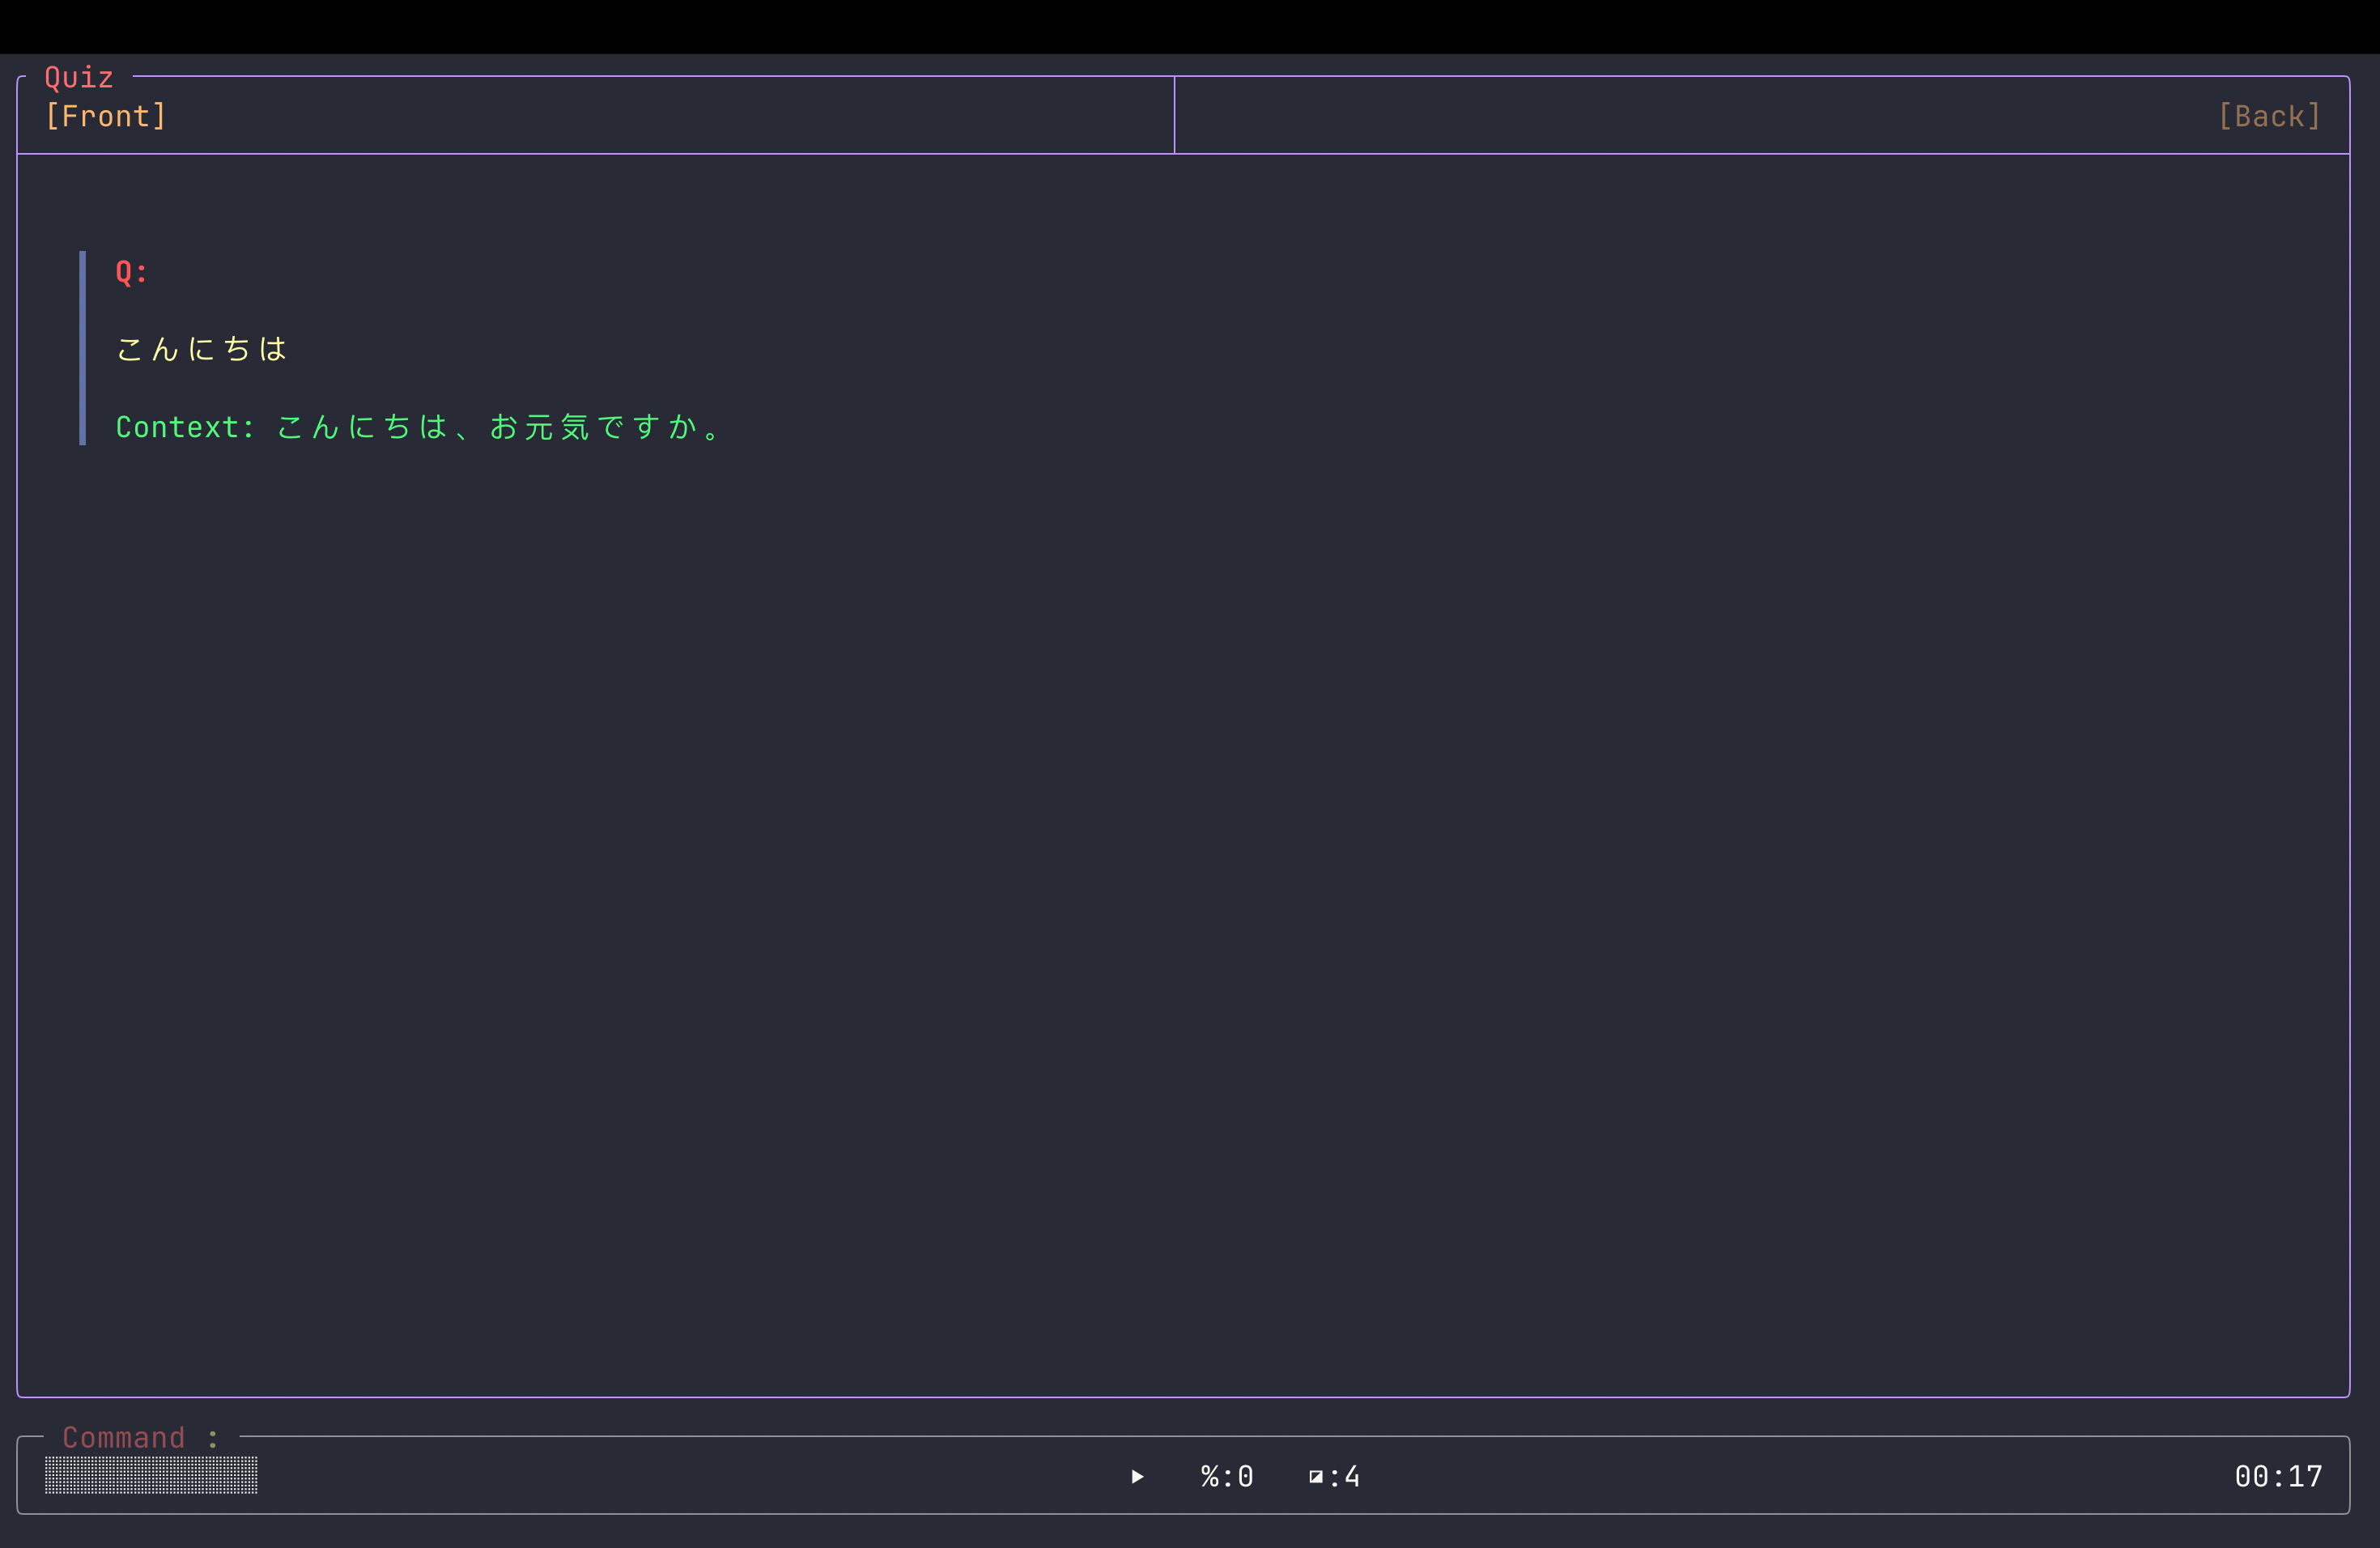 Quiz
[Front] [Back]
Q:
こんにちは
Context: こんにちは、お元気ですか。
Command :
▶ %:0 ◪:4 00:17